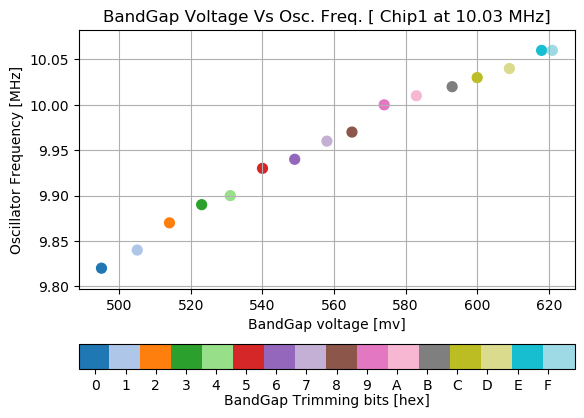 BandGap Voltage Vs Osc. Freq. [ Chip1 at 10.03 MHz]
Oscillator Frequency [MHz]
10.05
10.00
9.95
9.90
9.85
9.80
500 520 540 560 580 600 620
BandGap voltage [mv]
0 1 2 3 4 5 6 7 8 9 A B C D E F
BandGap Trimming bits [hex]